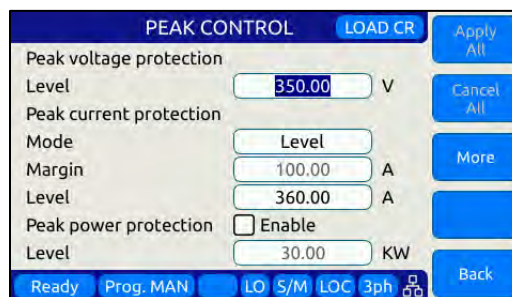 PEAK CONTROL LOAD CR
Peak voltage protection
Level 350.00 V
Peak current protection
Mode Level
Margin 100.00 A
Level 360.00 A
Peak power protection Enable
Level 30.00 KW
Ready Prog. MAN LO S/M LOC 3ph
Apply
All
Cancel
All
More
Back